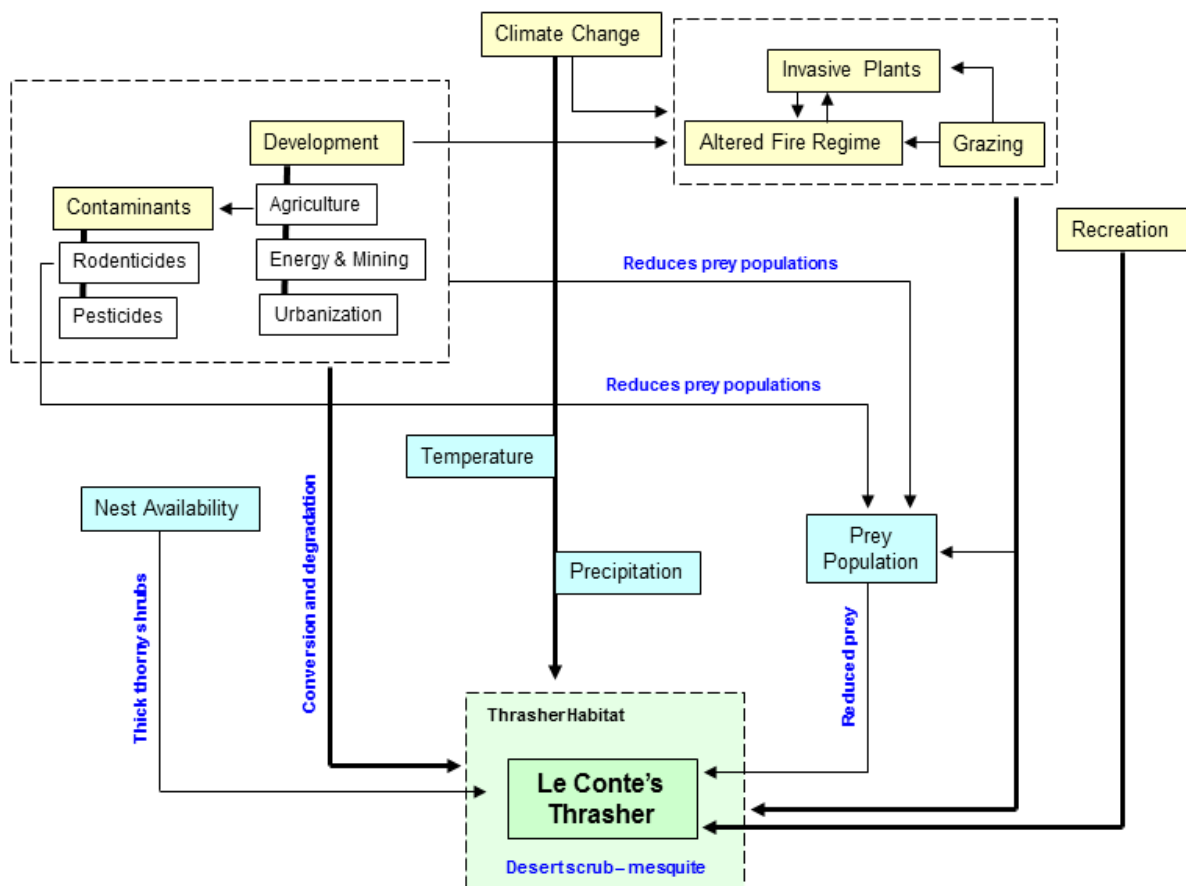 Climate Change
Invasive Plants
Development
Altered Fire Regime
Grazing
Contaminants
Agriculture
Recreation
Rodenticides
Energy & Mining
Reduces prey populations
Pesticides
Urbanization
Reduces prey populations
Temperature
Nest Availability
Prey
Population
Precipitation
Thick thorny shrubs
Conversion and degradation
Reduced prey
Thrasher Habitat
Le Conte's
Thrasher
Desert scrub – mesquite